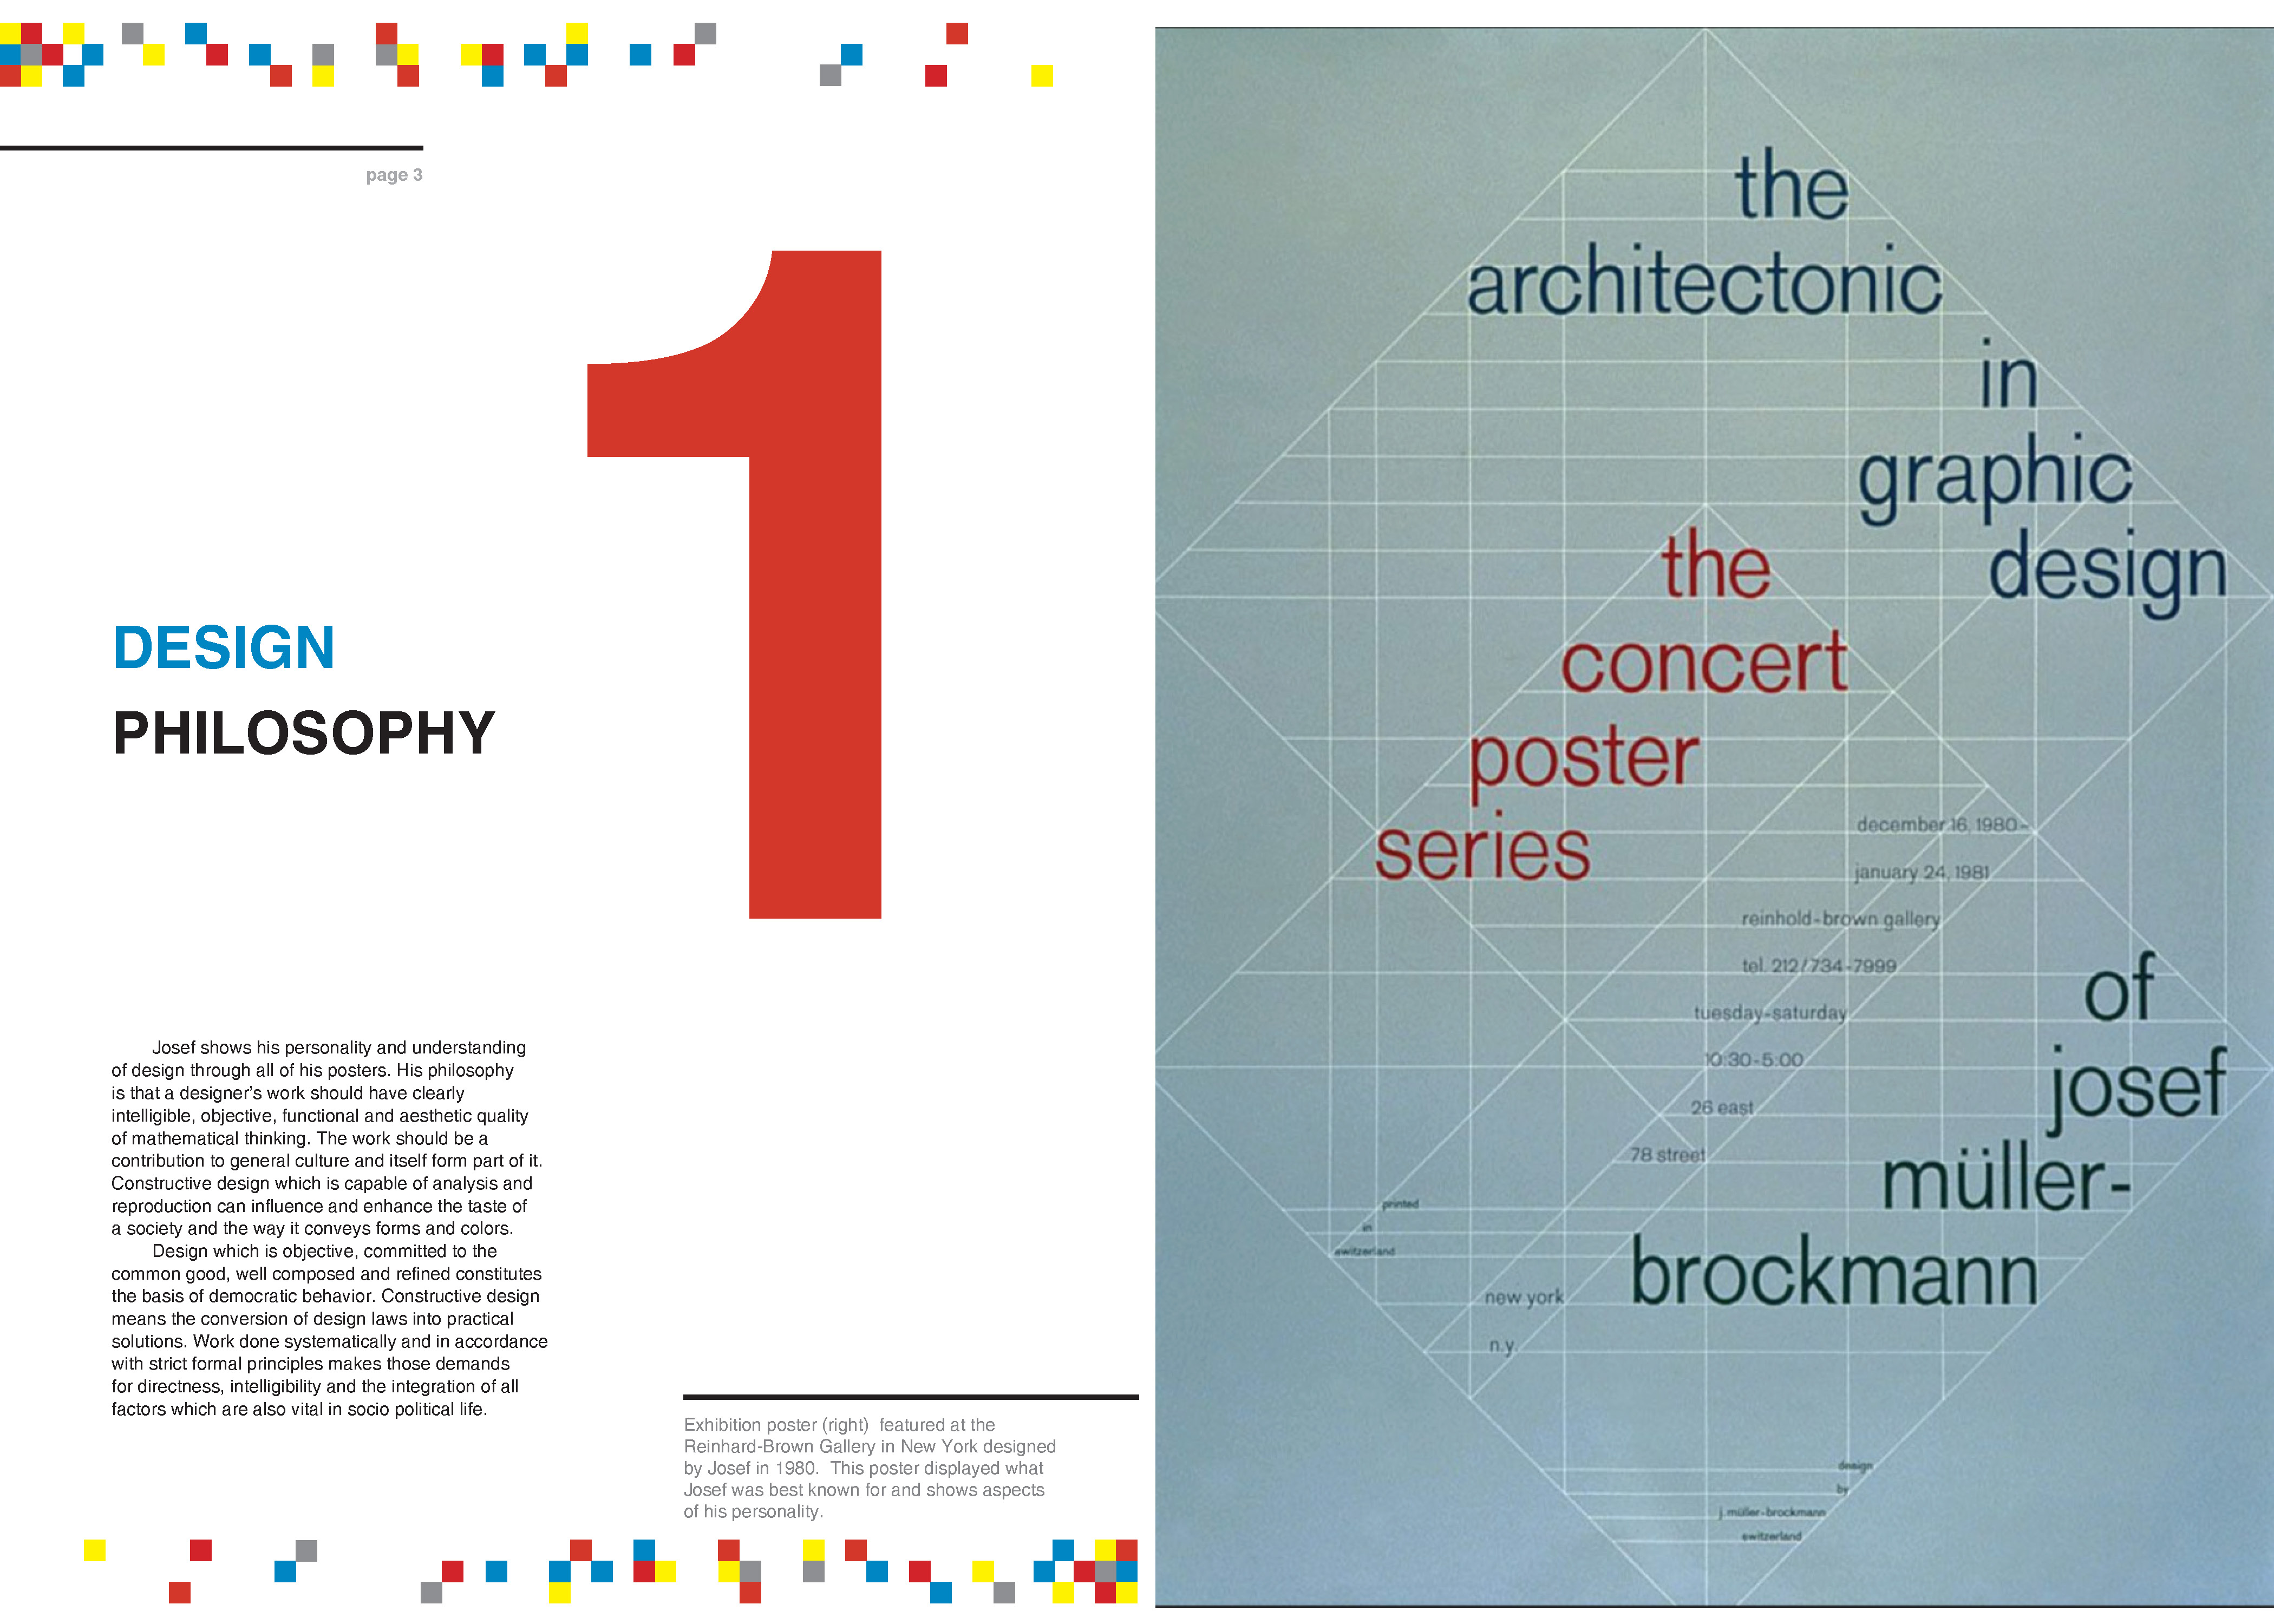 page 3
1
DESIGN
PHILOSOPHY
Josef shows his personality and understanding
of design through all of his posters. His philosophy
is that a designer's work should have clearly
intelligible, objective, functional and aesthetic quality
of mathematical thinking. The work should be a
contribution to general culture and itself form part of it.
Constructive design which is capable of analysis and
reproduction can influence and enhance the taste of
a society and the way it conveys forms and colors.
Design which is objective, committed to the
common good, well composed and refined constitutes
the basis of democratic behavior. Constructive design
means the conversion of design laws into practical
solutions. Work done systematically and in accordance
with strict formal principles makes those demands
for directness, intelligibility and the integration of all
factors which are also vital in socio political life.
Exhibition poster (right) featured at the
Reinhard-Brown Gallery in New York designed
by Josef in 1980. This poster displayed what
Josef was best known for and shows aspects
of his personality.
the
architectonic
in
graphic
design
the
concert
poster
series
december 16, 1980-
january 24, 1981
reinhold-brown gallery
tel. 212/734-7999
tuesday-saturday
10:30-5:00
26 east
78 street
new york
n.y.
of
josef
müller-
brockmann
printed
in
switzerland
design
by
j. müller-brockmann
switzerland